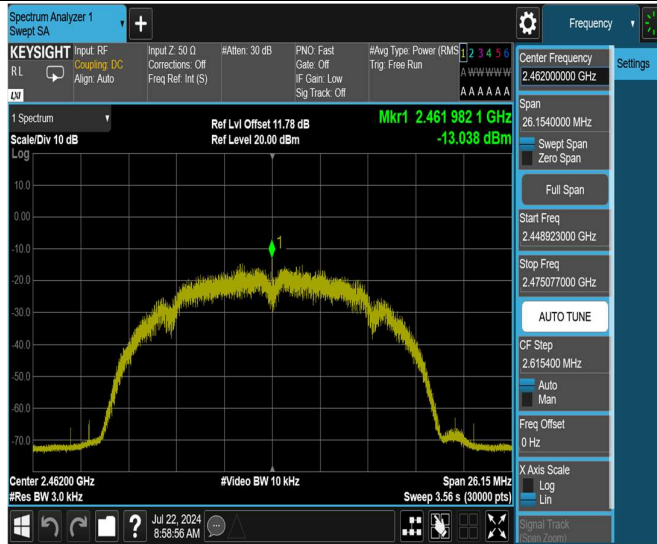 Spectrum Analyzer 1
Swept SA
Frequency
KEYSIGHT
RL
LXI
Input: RF
Coupling: DC
Align: Auto
Input Z: 50 Ω
Corrections: Off
Freq Ref: Int (S)
#Atten: 30 dB
PNO: Fast
Gate: Off
IF Gain: Low
Sig Track: Off
#Avg Type: Power (RMS
Trig: Free Run
1 2 3 4 5 6
A W W W W W
A A A A A A
Center Frequency
2.462000000 GHz
Settings
Span
26.1540000 MHz
Swept Span
Zero Span
Full Span
Start Freq
2.448923000 GHz
Stop Freq
2.475077000 GHz
AUTO TUNE
CF Step
2.615400 MHz
Auto
Man
Freq Offset
0 Hz
X Axis Scale
Log
Lin
Signal Track
(Span Zoom)
1 Spectrum
Scale/Div 10 dB
Log
Ref Lvl Offset 11.78 dB
Ref Level 20.00 dBm
Mkr1 2.461 982 1 GHz
-13.038 dBm
10.0
0.00
-10.0
-20.0
-30.0
-40.0
-50.0
-60.0
-70.0
1
Center 2.46200 GHz
#Res BW 3.0 kHz
#Video BW 10 kHz
Span 26.15 MHz
Sweep 3.56 s (30000 pts)
?
Jul 22, 2024
8:58:56 AM